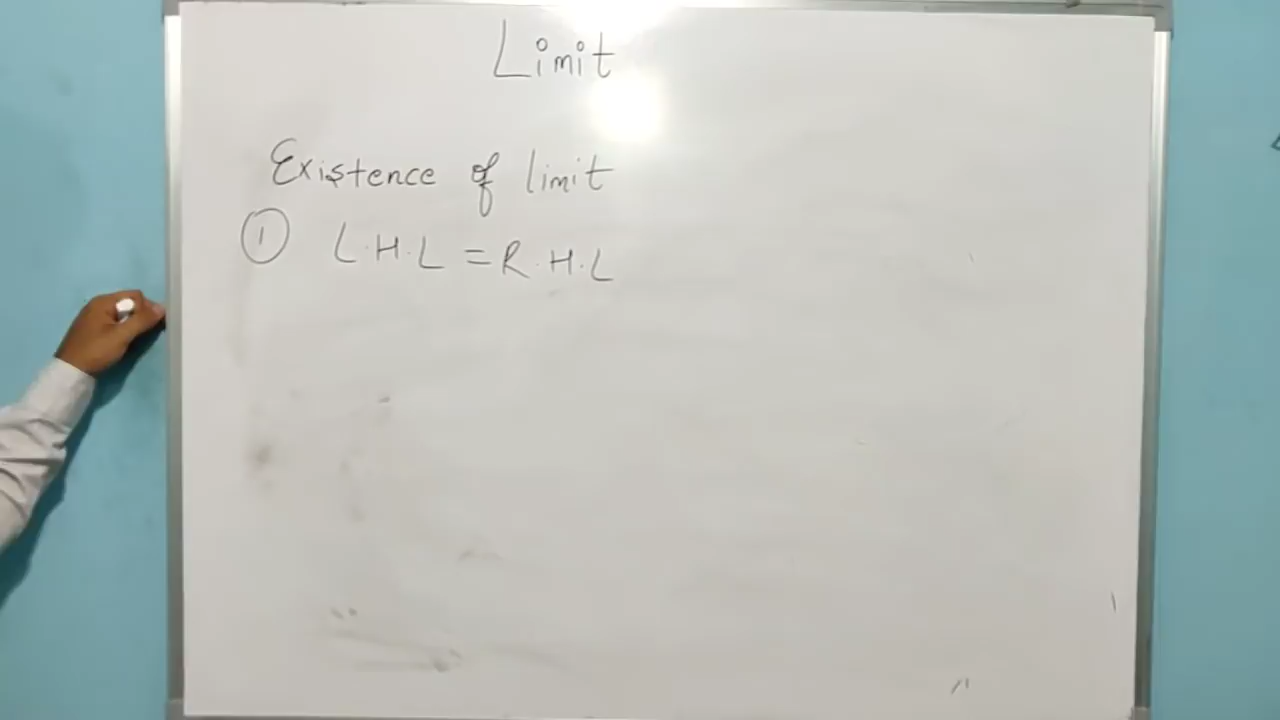 Limit
Existence of limit
① L.H.L = R.H.L